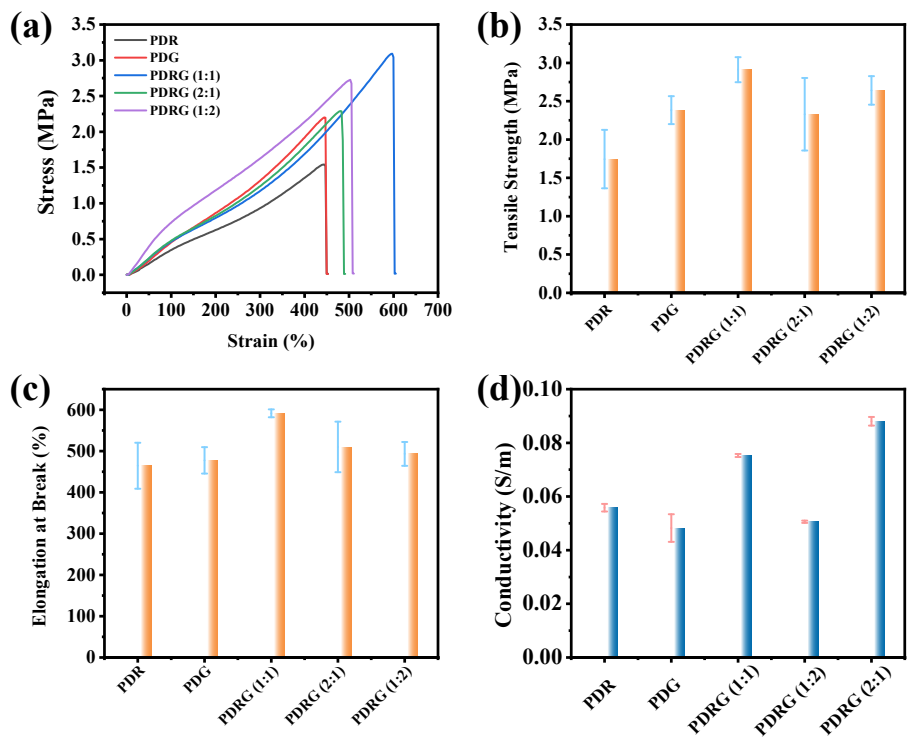 (a)
3.5
3.0
2.5
2.0
1.5
1.0
0.5
0.0
Stress (MPa)
PDR
PDG
PDRG (1:1)
PDRG (2:1)
PDRG (1:2)
0 100 200 300 400 500 600 700
Strain (%)
(b)
3.5
3.0
2.5
2.0
1.5
1.0
0.5
0.0
Tensile Strength (MPa)
PDR
PDG
PDRG (1:1)
PDRG (2:1)
PDRG (1:2)
(c)
600
500
400
300
200
100
0
Elongation at Break (%)
PDR
PDG
PDRG (1:1)
PDRG (2:1)
PDRG (1:2)
(d)
0.10
0.08
0.06
0.04
0.02
0.00
Conductivity (S/m)
PDR
PDG
PDRG (1:1)
PDRG (1:2)
PDRG (2:1)